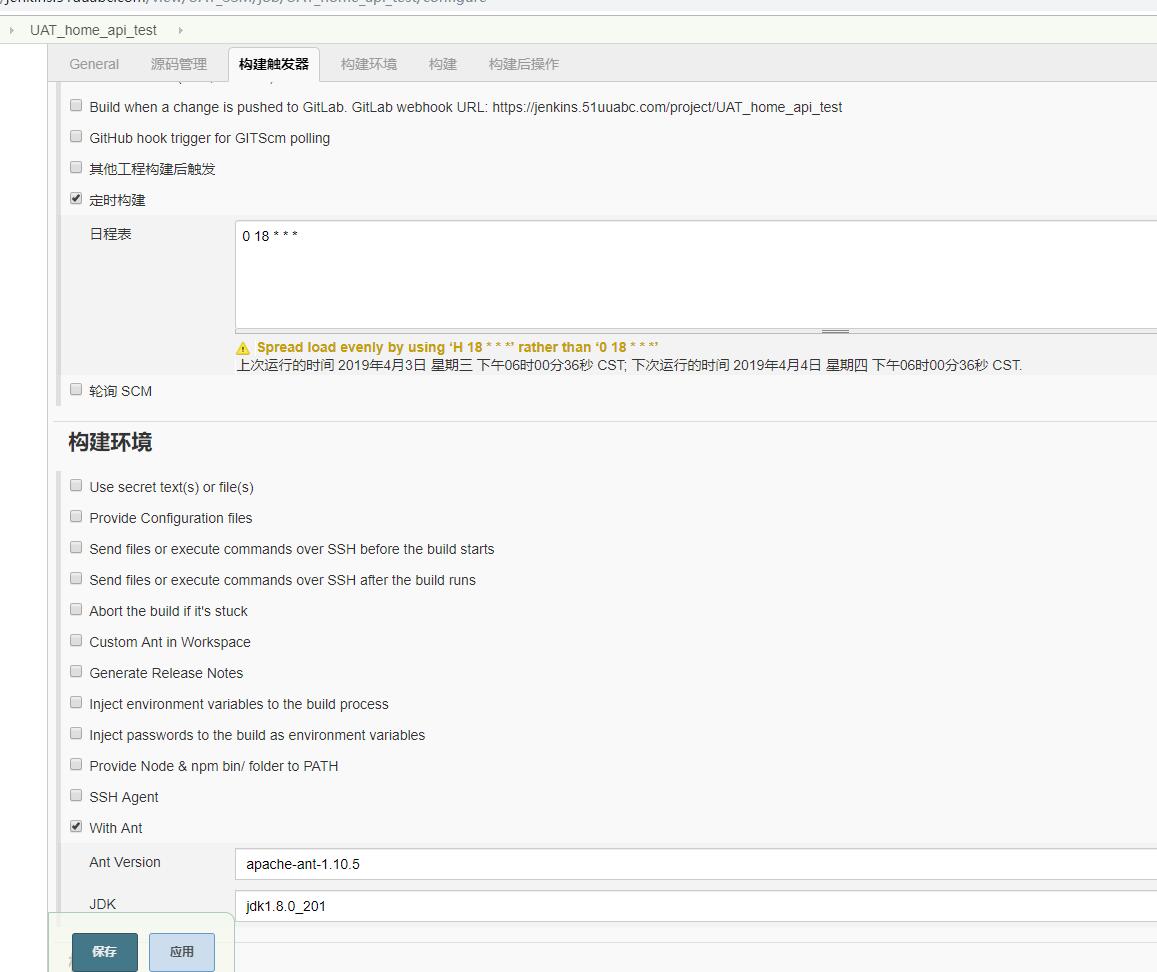 UAT_home_api_test
General 源码管理 构建触发器 构建环境 构建 构建后操作
Build when a change is pushed to GitLab. GitLab webhook URL: https://jenkins.51uuabc.com/project/UAT_home_api_test
GitHub hook trigger for GITScm polling
其他工程构建后触发
定时构建
日程表
0 18 * * *
Spread load evenly by using ‘H 18 * * *’ rather than ‘0 18 * * *’
上次运行的时间 2019年4月3日 星期三 下午06时00分36秒 CST; 下次运行的时间 2019年4月4日 星期四 下午06时00分36秒 CST.
轮询 SCM
构建环境
Use secret text(s) or file(s)
Provide Configuration files
Send files or execute commands over SSH before the build starts
Send files or execute commands over SSH after the build runs
Abort the build if it's stuck
Custom Ant in Workspace
Generate Release Notes
Inject environment variables to the build process
Inject passwords to the build as environment variables
Provide Node & npm bin/ folder to PATH
SSH Agent
With Ant
Ant Version
apache-ant-1.10.5
JDK
jdk1.8.0_201
保存 应用